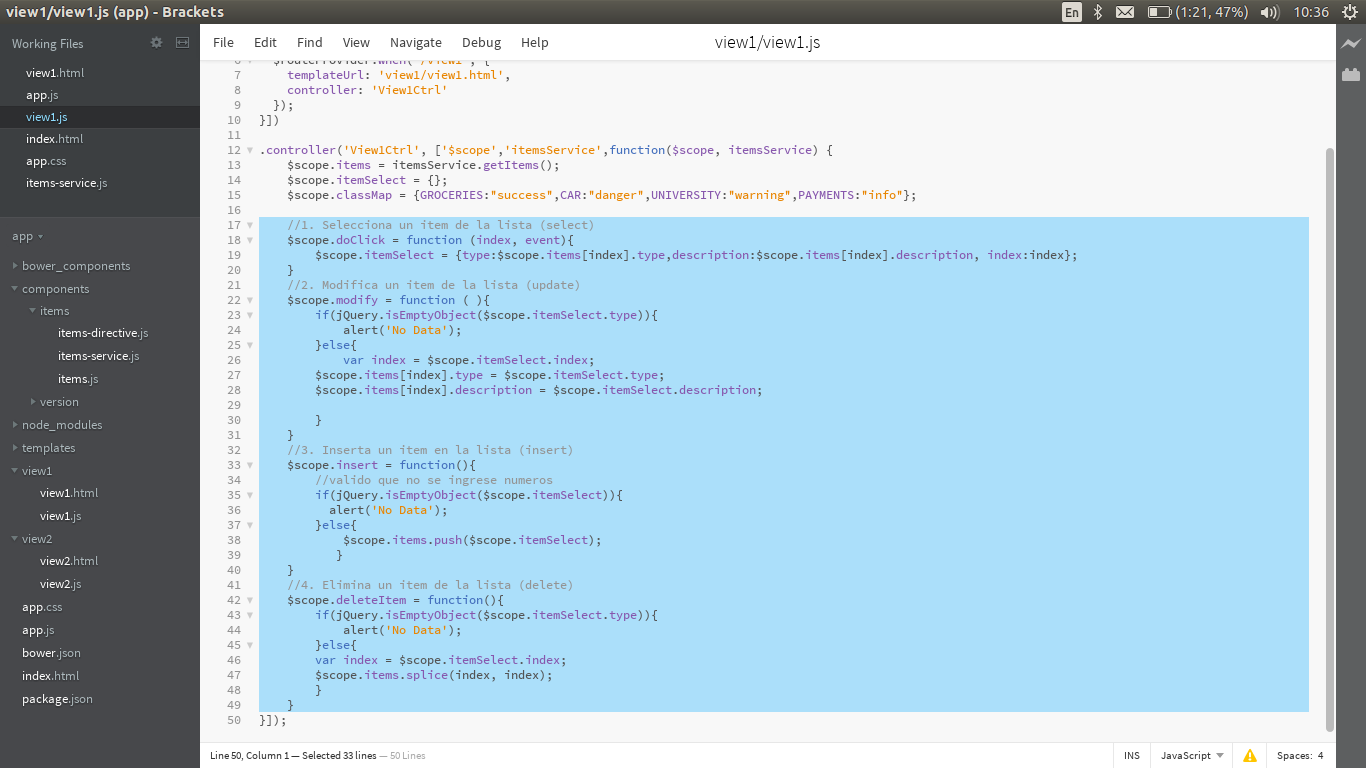 view1/view1.js (app) - Brackets
En (1:21, 47%) 10:36
Working Files
view1.html
app.js
view1.js
index.html
app.css
items-service.js
app
bower_components
components
items
items-directive.js
items-service.js
items.js
version
node_modules
templates
view1
view1.html
view1.js
view2
view2.html
view2.js
app.css
app.js
bower.json
index.html
package.json
File Edit Find View Navigate Debug Help view1/view1.js
6 $routeProvider.when('/view1', {
7 templateUrl: 'view1/view1.html',
8 controller: 'View1Ctrl'
9 });
10 }])
11
12 .controller('View1Ctrl', ['$scope','itemsService',function($scope, itemsService) {
13 $scope.items = itemsService.getItems();
14 $scope.itemSelect = {};
15 $scope.classMap = {GROCERIES:"success",CAR:"danger",UNIVERSITY:"warning",PAYMENTS:"info"};
16
17 //1. Selecciona un item de la lista (select)
18 $scope.doClick = function (index, event){
19 $scope.itemSelect = {type:$scope.items[index].type,description:$scope.items[index].description, index:index};
20 }
21 //2. Modifica un item de la lista (update)
22 $scope.modify = function ( ){
23 if(jQuery.isEmptyObject($scope.itemSelect.type)){
24 alert('No Data');
25 }else{
26 var index = $scope.itemSelect.index;
27 $scope.items[index].type = $scope.itemSelect.type;
28 $scope.items[index].description = $scope.itemSelect.description;
29
30 }
31 }
32 //3. Inserta un item en la lista (insert)
33 $scope.insert = function(){
34 //valido que no se ingrese numeros
35 if(jQuery.isEmptyObject($scope.itemSelect)){
36 alert('No Data');
37 }else{
38 $scope.items.push($scope.itemSelect);
39 }
40 }
41 //4. Elimina un item de la lista (delete)
42 $scope.deleteItem = function(){
43 if(jQuery.isEmptyObject($scope.itemSelect.type)){
44 alert('No Data');
45 }else{
46 var index = $scope.itemSelect.index;
47 $scope.items.splice(index, index);
48 }
49 }
50 }]);
Line 50, Column 1 — Selected 33 lines — 50 Lines INS JavaScript Spaces: 4